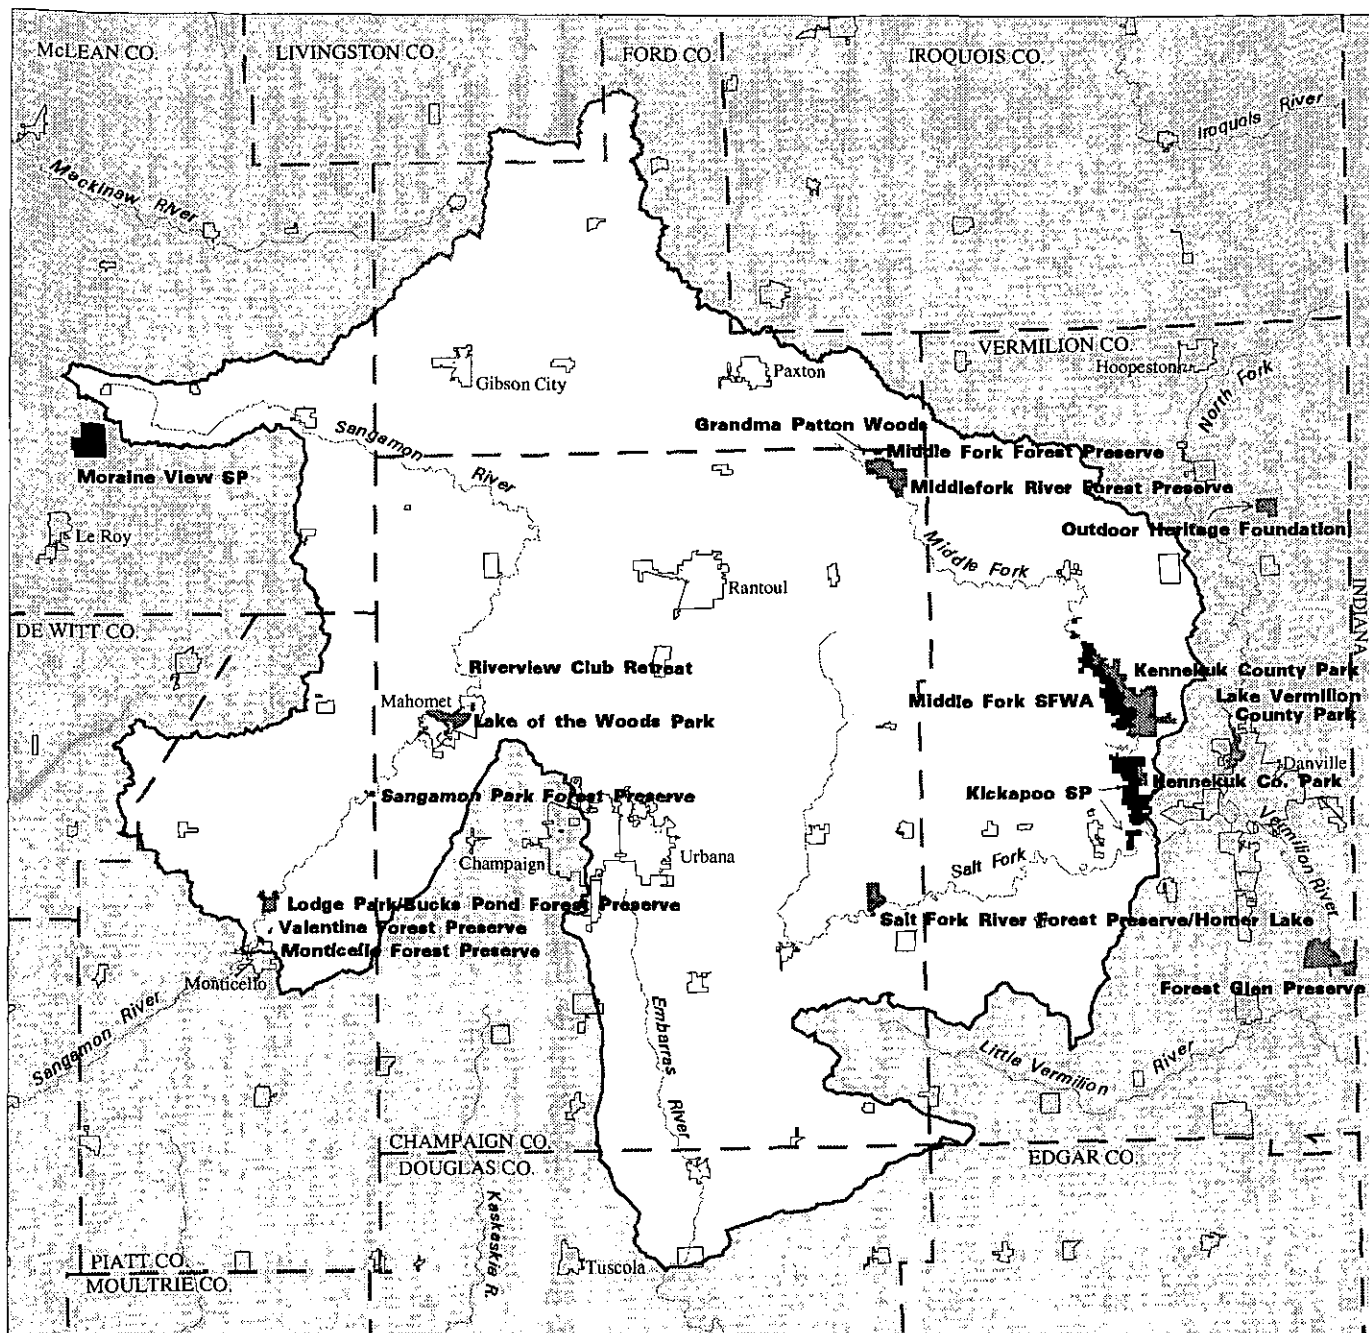 McLEAN CO.
LIVINGSTON CO.
FORD CO.
IROQUOIS CO.
Iroquois River
Mackinaw River
VERMILION CO.
Hoopeston
Gibson City
Paxton
North Fork
Grandma Patton Woods
Sangamon River
Middle Fork Forest Preserve
Moraine View SP
Middlefork River Forest Preserve
Outdoor Heritage Foundation
Le Roy
Middle Fork
Rantoul
INDIANA
DE WITT CO.
Riverview Club Retreat
Kennekuk County Park
Mahomet
Middle Fork SFWA
Lake Vermilion
County Park
Lake of the Woods Park
Danville
Kennekuk Co. Park
Sangamon Park Forest Preserve
Kickapoo SP
Vermilion River
Champaign
Urbana
Salt Fork
Lodge Park/Bucks Pond Forest Preserve
Salt Fork River Forest Preserve/Homer Lake
Valentine Forest Preserve
Monticello Forest Preserve
Monticello
Forest Glen Preserve
Sangamon River
Embarras River
Little Vermilion River
CHAMPAIGN CO.
DOUGLAS CO.
EDGAR CO
Kaskaskia R.
PIATT CO.
MOULTRIE CO.
Tuscola